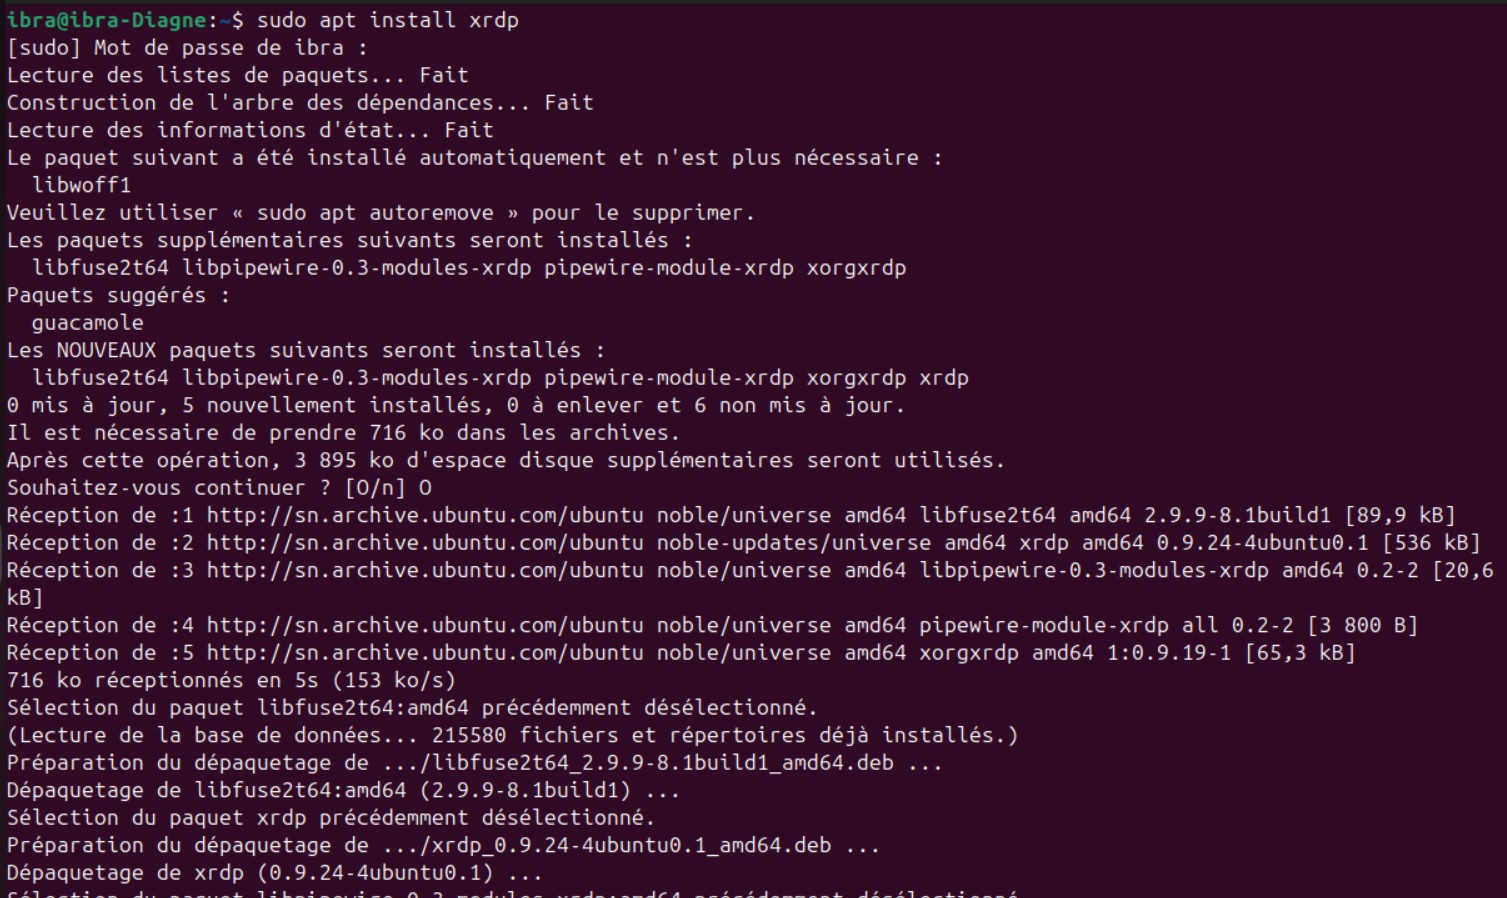 ibra@ibra-Diagne:~$ sudo apt install xrdp
[sudo] Mot de passe de ibra :
Lecture des listes de paquets... Fait
Construction de l'arbre des dépendances... Fait
Lecture des informations d'état... Fait
Le paquet suivant a été installé automatiquement et n'est plus nécessaire :
  libwoff1
Veuillez utiliser « sudo apt autoremove » pour le supprimer.
Les paquets supplémentaires suivants seront installés :
  libfuse2t64 libpipewire-0.3-modules-xrdp pipewire-module-xrdp xorgxrdp
Paquets suggérés :
  guacamole
Les NOUVEAUX paquets suivants seront installés :
  libfuse2t64 libpipewire-0.3-modules-xrdp pipewire-module-xrdp xorgxrdp xrdp
0 mis à jour, 5 nouvellement installés, 0 à enlever et 6 non mis à jour.
Il est nécessaire de prendre 716 ko dans les archives.
Après cette opération, 3 895 ko d'espace disque supplémentaires seront utilisés.
Souhaitez-vous continuer ? [O/n] O
Réception de :1 http://sn.archive.ubuntu.com/ubuntu noble/universe amd64 libfuse2t64 amd64 2.9.9-8.1build1 [89,9 kB]
Réception de :2 http://sn.archive.ubuntu.com/ubuntu noble-updates/universe amd64 xrdp amd64 0.9.24-4ubuntu0.1 [536 kB]
Réception de :3 http://sn.archive.ubuntu.com/ubuntu noble/universe amd64 libpipewire-0.3-modules-xrdp amd64 0.2-2 [20,6
kB]
Réception de :4 http://sn.archive.ubuntu.com/ubuntu noble/universe amd64 pipewire-module-xrdp all 0.2-2 [3 800 B]
Réception de :5 http://sn.archive.ubuntu.com/ubuntu noble/universe amd64 xorgxrdp amd64 1:0.9.19-1 [65,3 kB]
716 ko réceptionnés en 5s (153 ko/s)
Sélection du paquet libfuse2t64:amd64 précédemment désélectionné.
(Lecture de la base de données... 215580 fichiers et répertoires déjà installés.)
Préparation du dépaquetage de .../libfuse2t64_2.9.9-8.1build1_amd64.deb ...
Dépaquetage de libfuse2t64:amd64 (2.9.9-8.1build1) ...
Sélection du paquet xrdp précédemment désélectionné.
Préparation du dépaquetage de .../xrdp_0.9.24-4ubuntu0.1_amd64.deb ...
Dépaquetage de xrdp (0.9.24-4ubuntu0.1) ...
Sélection du paquet libpipewire-0.3-modules-xrdp:amd64 précédemment désélectionné.